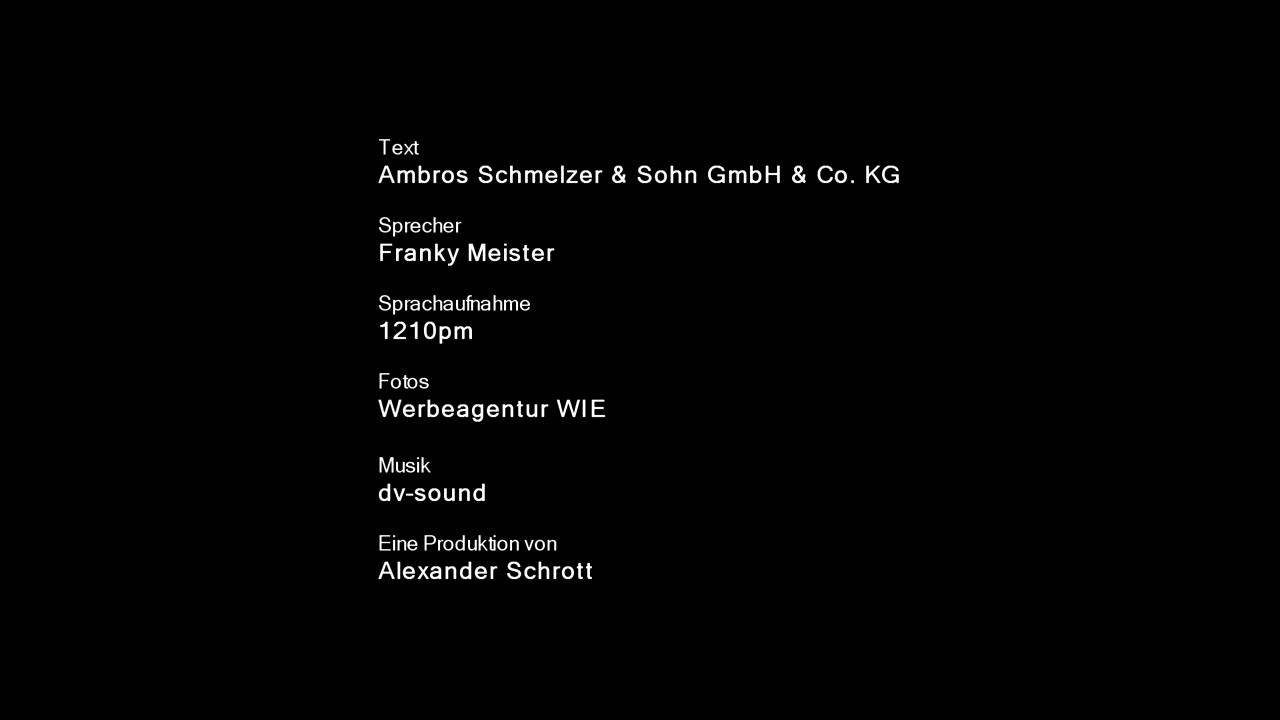 Text
Ambros Schmelzer & Sohn GmbH & Co. KG
Sprecher
Franky Meister
Sprachaufnahme
1210pm
Fotos
Werbeagentur WIE
Musik
dv-sound
Eine Produktion von
Alexander Schrott